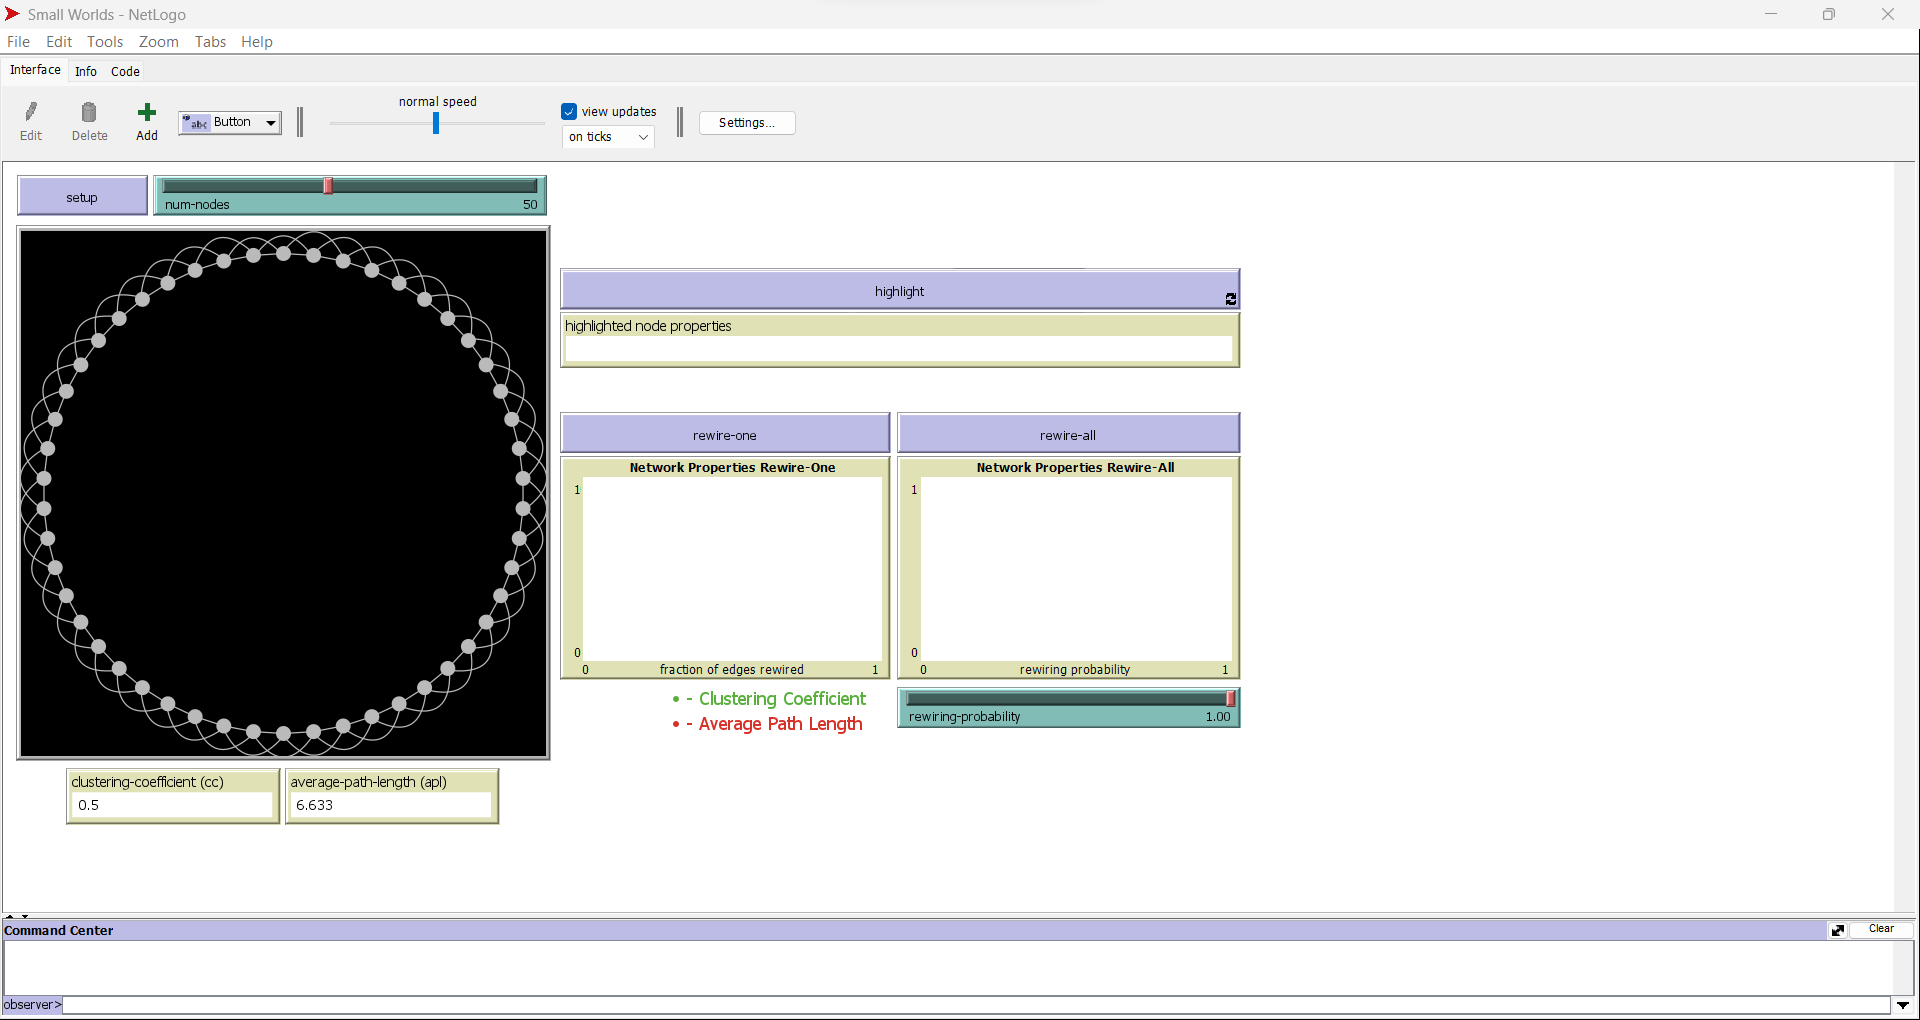 Small Worlds - NetLogo
File Edit Tools Zoom Tabs Help
Interface Info Code
Edit
Delete
Add
abc Button
normal speed
view updates
on ticks
Settings...
setup
num-nodes 50
highlight
highlighted node properties
rewire-one
rewire-all
Network Properties Rewire-One
1
0
0 fraction of edges rewired 1
Network Properties Rewire-All
1
0
0 rewiring probability 1
• - Clustering Coefficient
• - Average Path Length
rewiring-probability 1.00
clustering-coefficient (cc)
0.5
average-path-length (apl)
6.633
Command Center
Clear
observer>